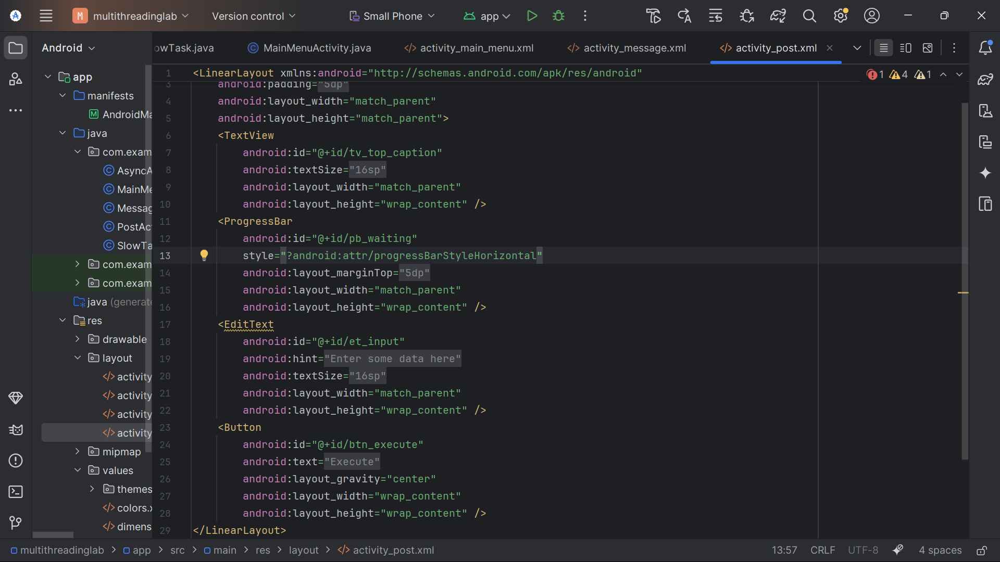 M multithreadinglab Version control Small Phone app
Android
owTask.java MainMenuActivity.java activity_main_menu.xml activity_message.xml activity_post.xml
app
manifests
AndroidMa
java
com.exam
AsyncA
MainMe
Messag
PostAct
SlowTa
com.exam
com.exam
java (generate
res
drawable
layout
activity
activity
activity
activity
mipmap
values
themes
colors.x
dimens
1 4 1
1 <LinearLayout xmlns:android="http://schemas.android.com/apk/res/android"
3 android:padding="5dp"
4 android:layout_width="match_parent"
5 android:layout_height="match_parent">
6 <TextView
7 android:id="@+id/tv_top_caption"
8 android:textSize="16sp"
9 android:layout_width="match_parent"
10 android:layout_height="wrap_content" />
11 <ProgressBar
12 android:id="@+id/pb_waiting"
13 style="?android:attr/progressBarStyleHorizontal"
14 android:layout_marginTop="5dp"
15 android:layout_width="match_parent"
16 android:layout_height="wrap_content" />
17 <EditText
18 android:id="@+id/et_input"
19 android:hint="Enter some data here"
20 android:textSize="16sp"
21 android:layout_width="match_parent"
22 android:layout_height="wrap_content" />
23 <Button
24 android:id="@+id/btn_execute"
25 android:text="Execute"
26 android:layout_gravity="center"
27 android:layout_width="wrap_content"
28 android:layout_height="wrap_content" />
29 </LinearLayout>
multithreadinglab > app > src > main > res > layout > activity_post.xml 13:57 CRLF UTF-8 4 spaces